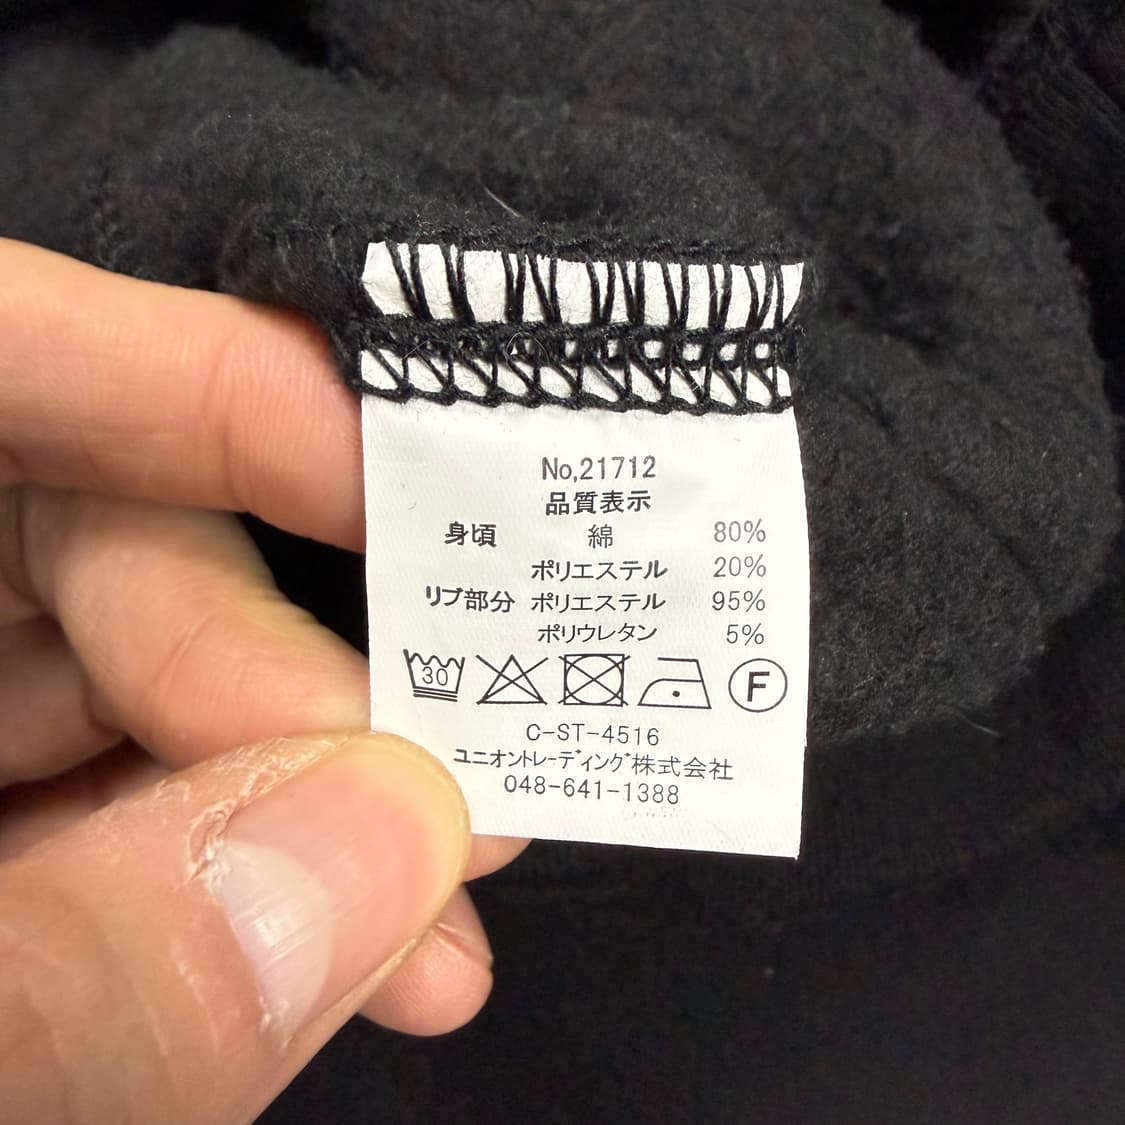 No,21712
品質表示
身頃 綿 80%
ポリエステル 20%
リブ部分 ポリエステル 95%
ポリウレタン 5%
30 F
C-ST-4516
ユニオントレーディング株式会社
048-641-1388